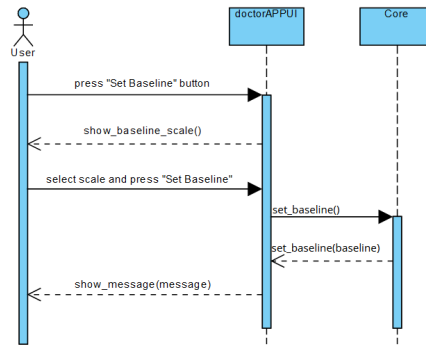 doctorAPPUI
Core
User
press "Set Baseline" button
show_baseline_scale()
select scale and press "Set Baseline"
set_baseline()
set_baseline(baseline)
show_message(message)